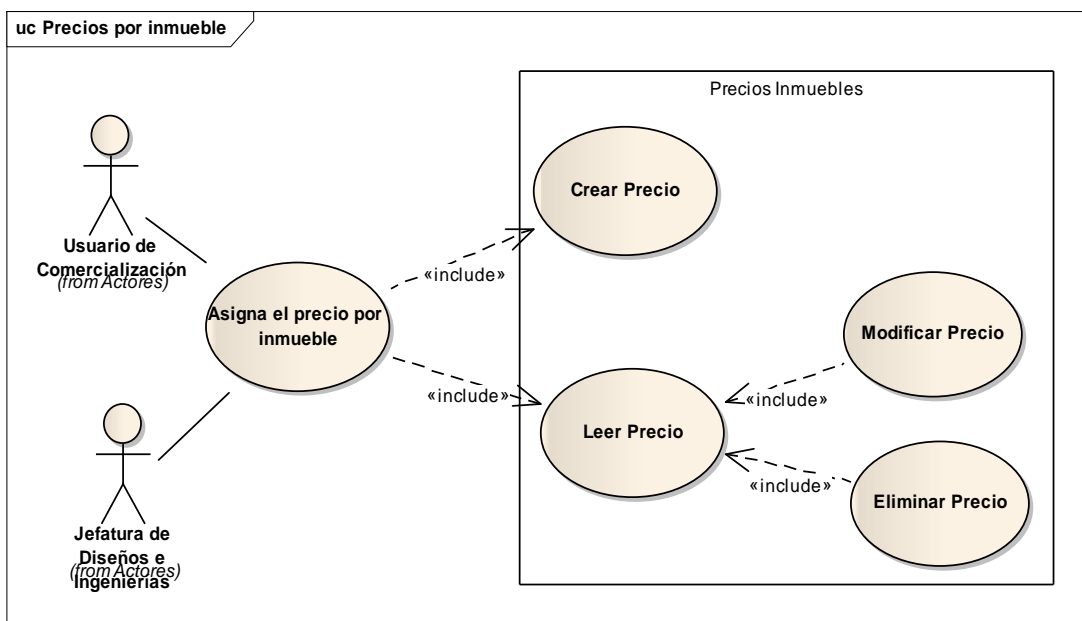 uc Precios por inmueble
Precios Inmuebles
Crear Precio
Usuario de
Comercialización
(from Actores)
«include»
Asigna el precio por
inmueble
Modificar Precio
«include»
«include»
Leer Precio
«include»
Eliminar Precio
Jefatura de
Diseños e
(from Actores)
Ingenierías